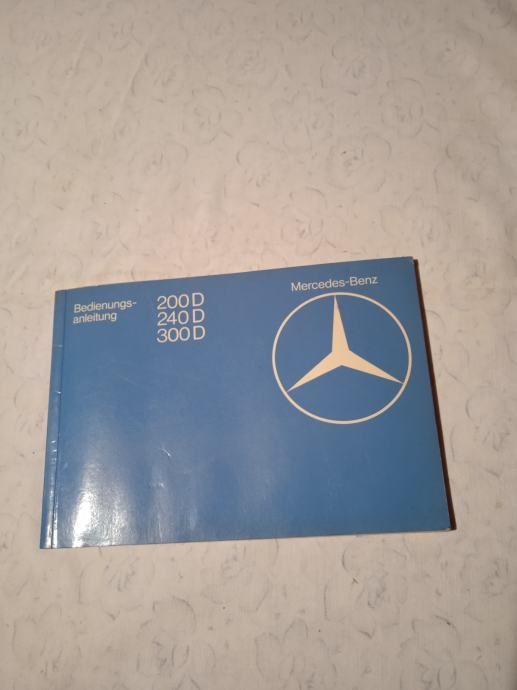 Bedienungs-
anleitung
200 D
240 D
300 D
Mercedes-Benz